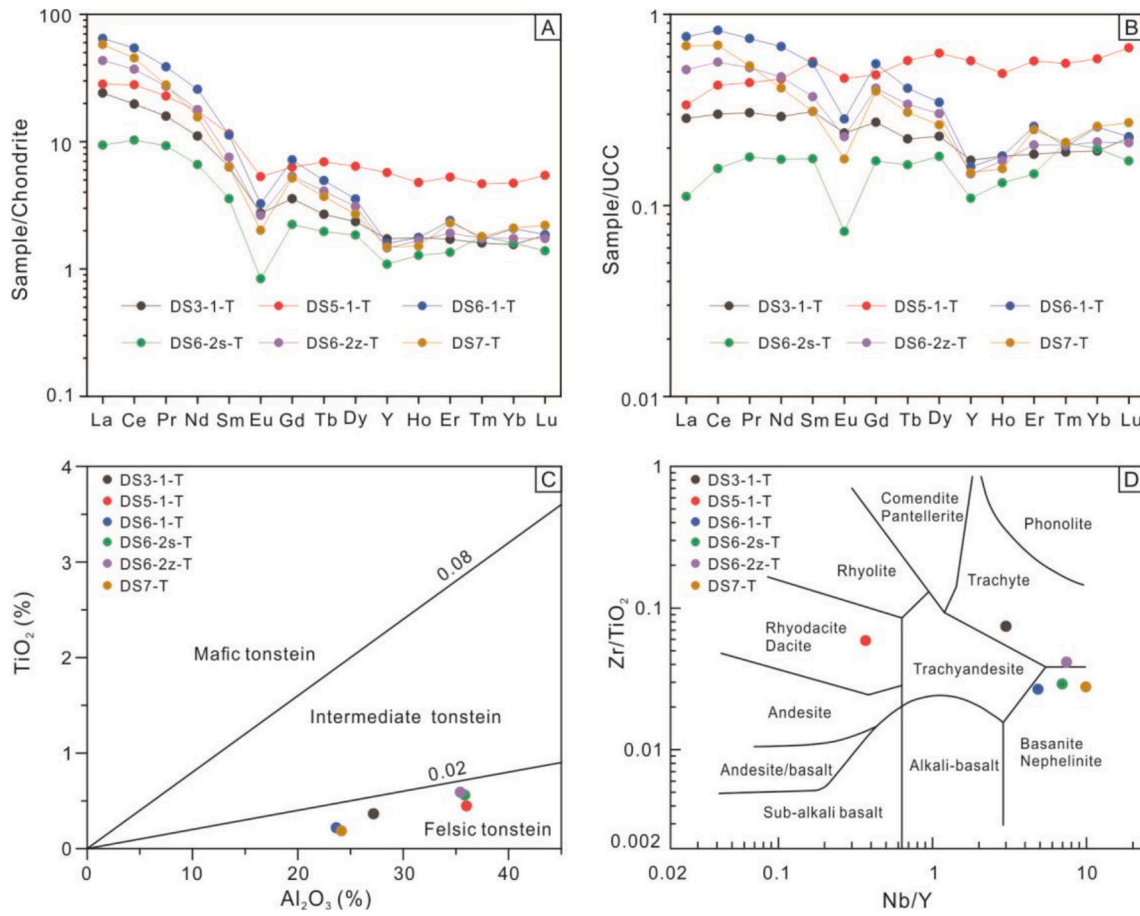 A
Sample/Chondrite
100
10
1
0.1
DS3-1-T DS5-1-T DS6-1-T
DS6-2s-T DS6-2z-T DS7-T
La Ce Pr Nd Sm Eu Gd Tb Dy Y Ho Er Tm Yb Lu
B
Sample/UCC
1
0.1
0.01
DS3-1-T DS5-1-T DS6-1-T
DS6-2s-T DS6-2z-T DS7-T
La Ce Pr Nd Sm Eu Gd Tb Dy Y Ho Er Tm Yb Lu
C
TiO₂ (%)
4
3
2
1
0
DS3-1-T
DS5-1-T
DS6-1-T
DS6-2s-T
DS6-2z-T
DS7-T
0.08
Mafic tonstein
Intermediate tonstein
0.02
Felsic tonstein
0 10 20 30 40
Al₂O₃ (%)
D
Zr/TiO₂
1
0.1
0.01
0.002
DS3-1-T
DS5-1-T
DS6-1-T
DS6-2s-T
DS6-2z-T
DS7-T
Comendite
Pantellerite
Phonolite
Rhyolite
Trachyte
Rhyodacite
Dacite
Trachyandesite
Andesite
Andesite/basalt
Alkali-basalt
Basanite
Nephelinite
Sub-alkali basalt
0.02 0.1 1 10
Nb/Y